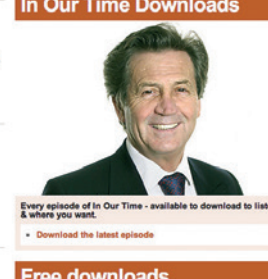 In Our Time Downloads
Every episode of In Our Time - available to download to liste
& where you want.
Download the latest episode
Free downloads